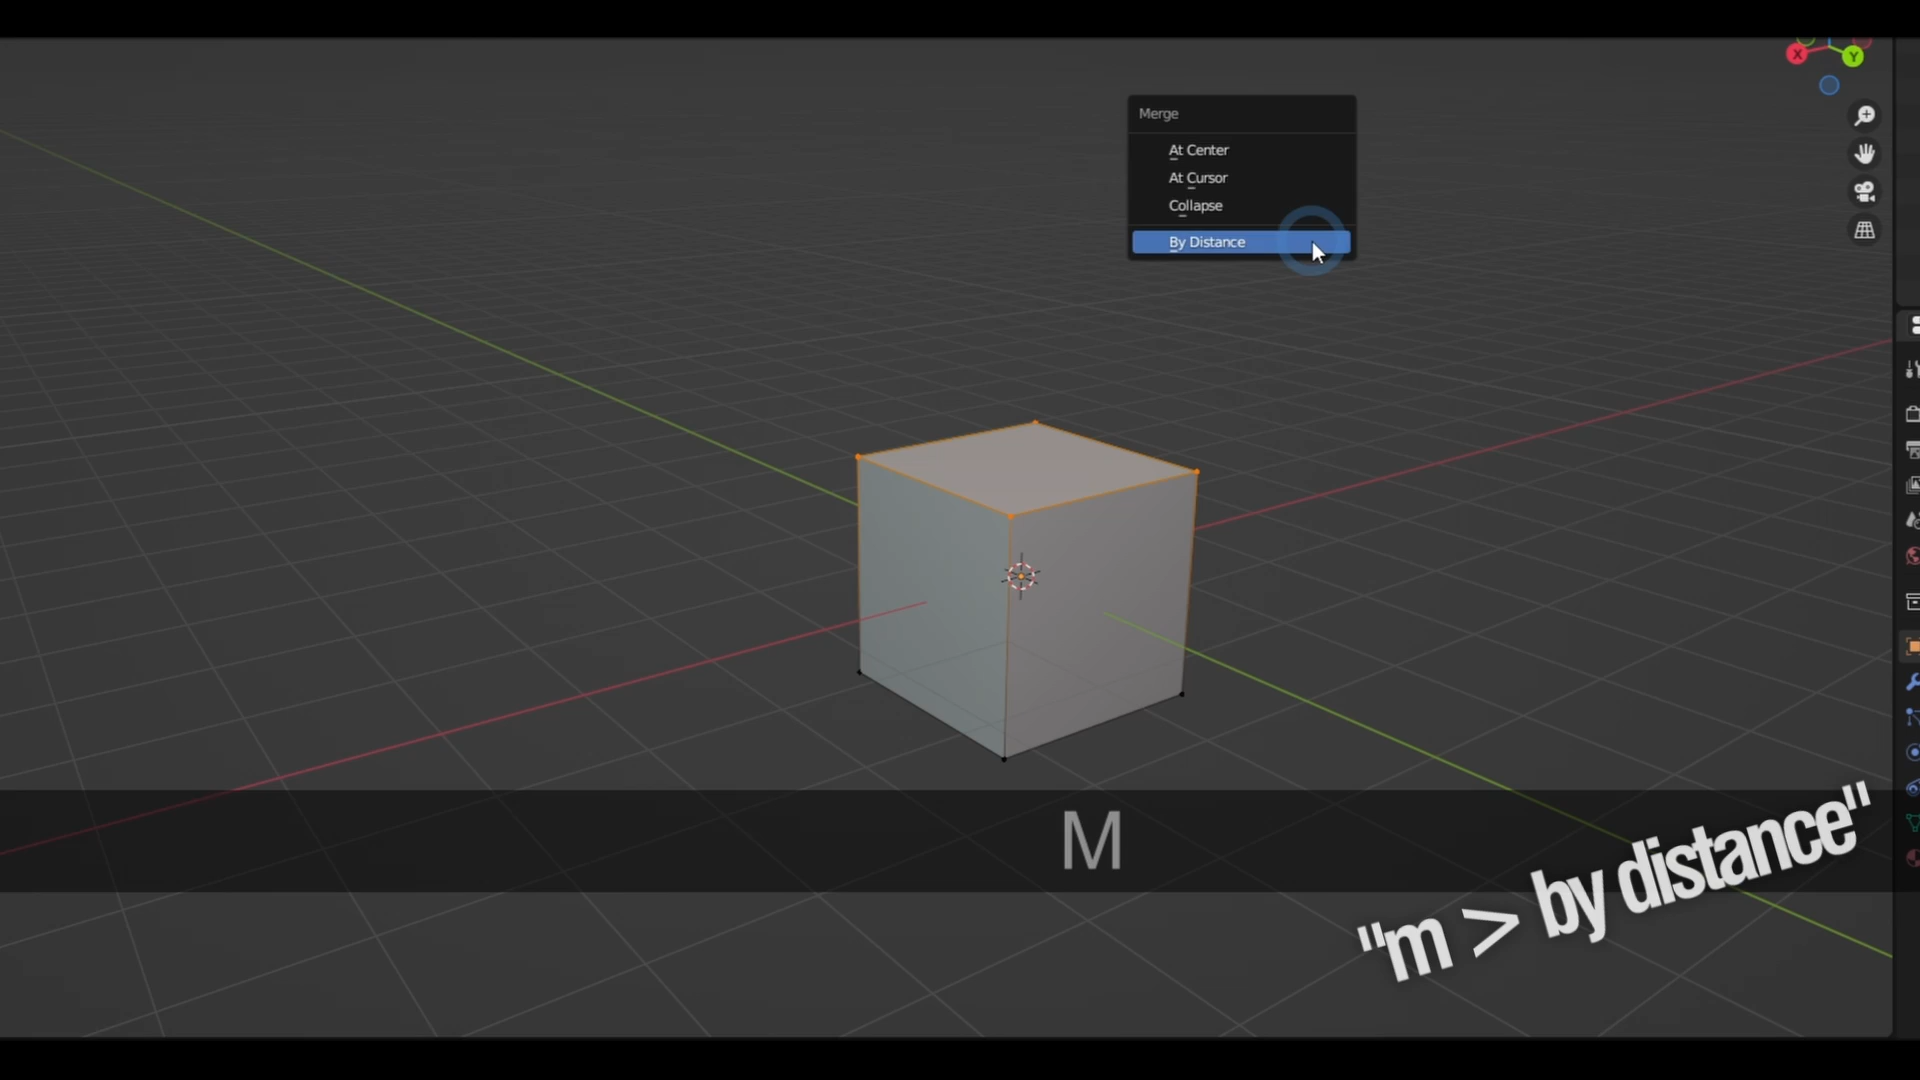 X
Y
Merge
At Center
At Cursor
Collapse
By Distance
M
"m > by distance"